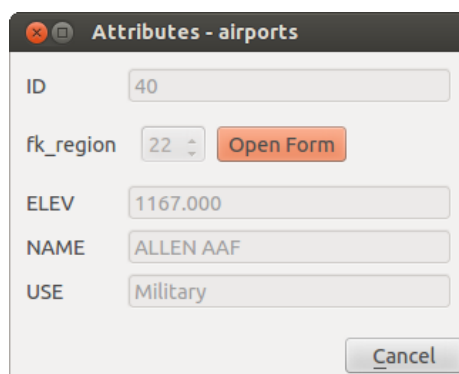 Attributes - airports
ID 40
fk_region 22 Open Form
ELEV 1167.000
NAME ALLEN AAF
USE Military
Cancel